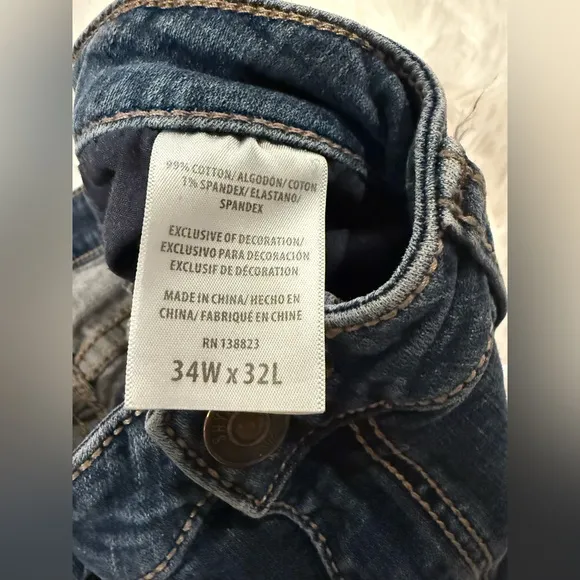 99% COTTON/ ALGODÓN/ COTON
1% SPANDEX/ ELASTANO/
SPANDEX
EXCLUSIVE OF DECORATION/
EXCLUSIVO PARA DECORACIÓN
EXCLUSIF DE DÉCORATION
MADE IN CHINA/ HECHO EN
CHINA/ FABRIQUÉ EN CHINE
RN 138823
34W x 32L